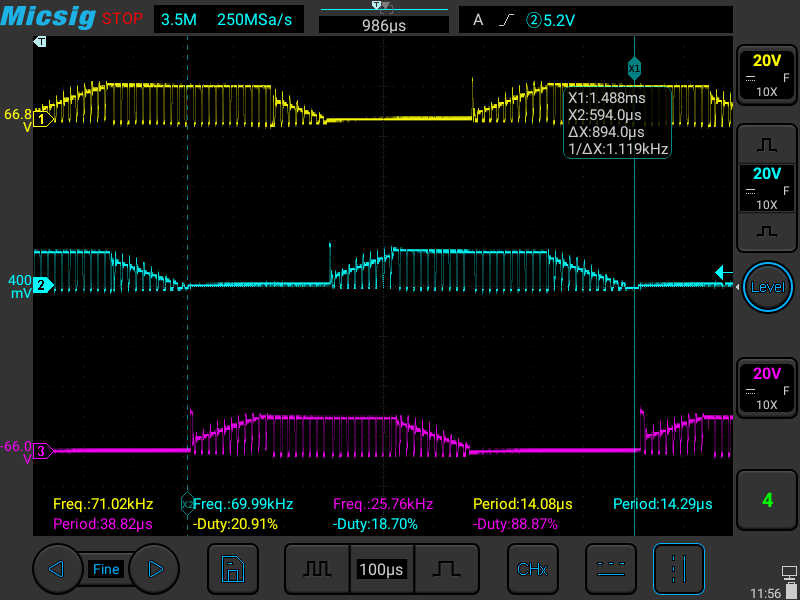 Micsig STOP 3.5M 250MSa/s T 986μs A ②5.2V
T
20V
F
10X
66.8
V
1
X1
X1:1.488ms
X2:594.0μs
ΔX:894.0μs
1/ΔX:1.119kHz
20V
F
10X
400
mV
2
Level
20V
F
10X
-66.0
V
3
Freq.:71.02kHz X2 Freq.:69.99kHz Freq.:25.76kHz Period:14.08μs Period:14.29μs
Period:38.82μs -Duty:20.91% -Duty:18.70% -Duty:88.87%
4
Fine 100μs CHx
11:56